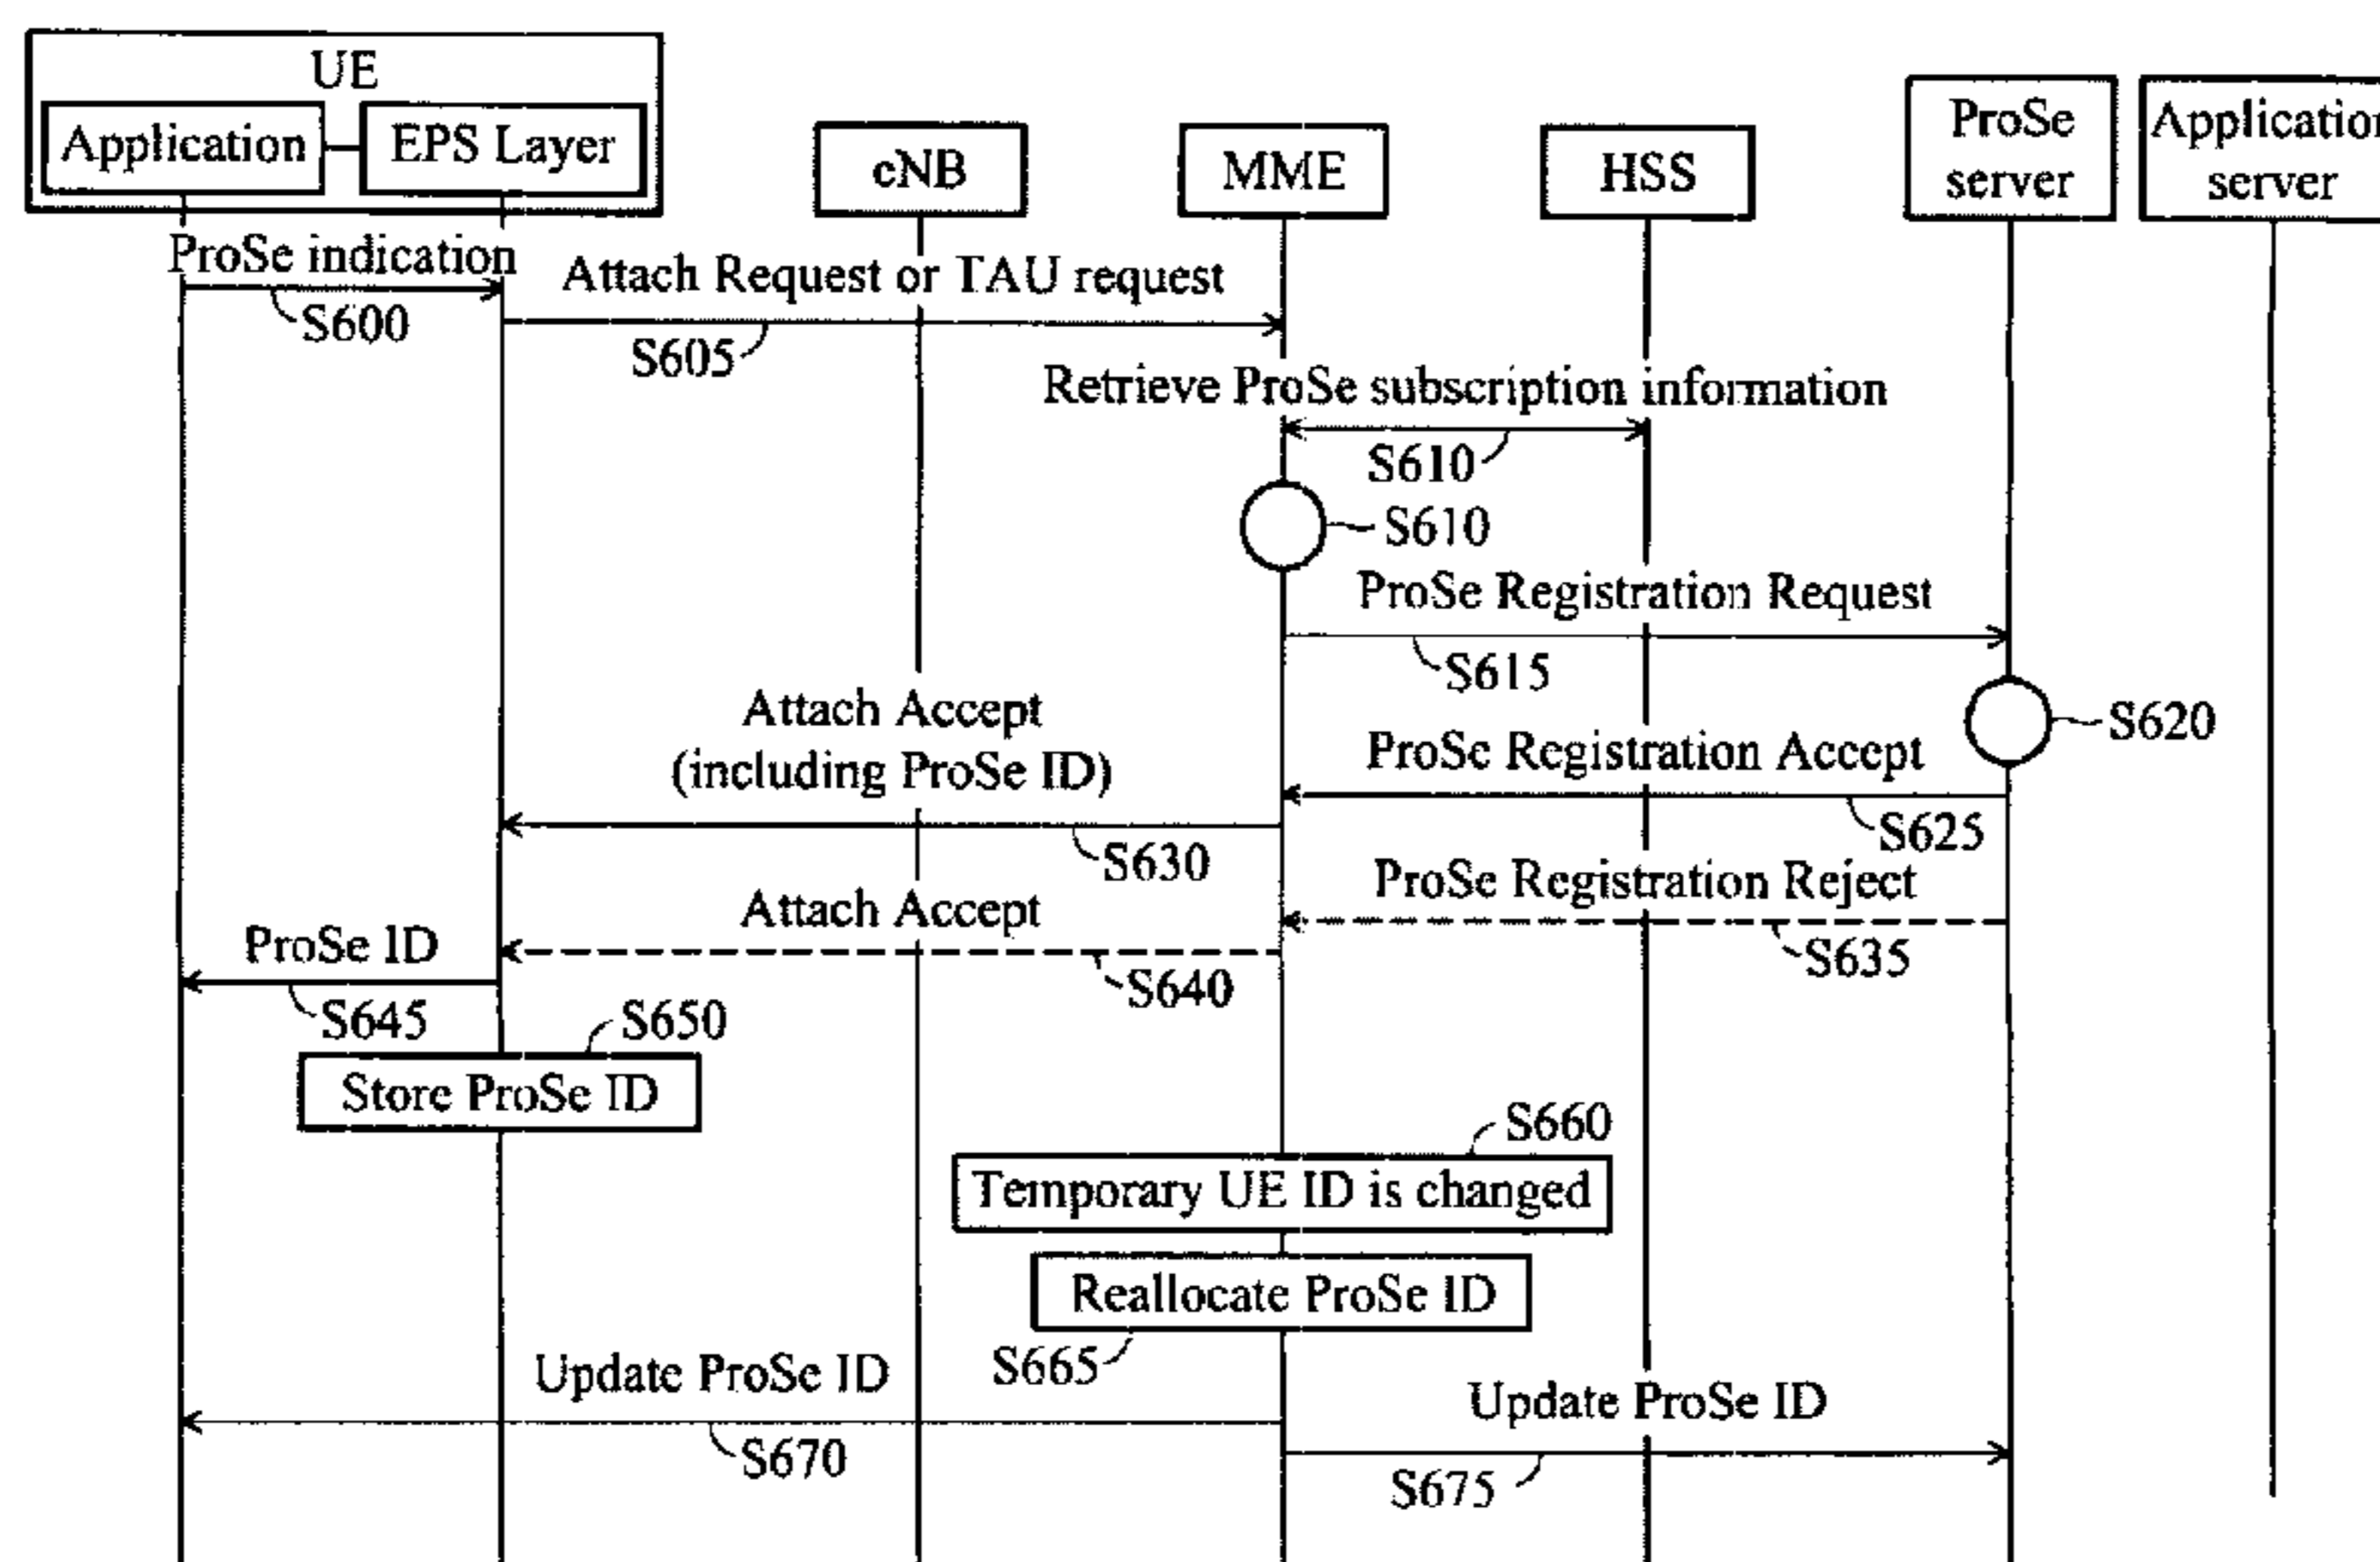 UE
Application
EPS Layer
eNB
MME
HSS
ProSe
server
Application
server
ProSe indication
S600
Attach Request or TAU request
S605
Retrieve ProSe subscription information
S610
S610
ProSe Registration Request
S615
S620
ProSe Registration Accept
S625
Attach Accept
(including ProSe ID)
S630
ProSe Registration Reject
S635
Attach Accept
S640
ProSe ID
S645
S650
Store ProSe ID
S660
Temporary UE ID is changed
Reallocate ProSe ID
S665
Update ProSe ID
S670
Update ProSe ID
S675